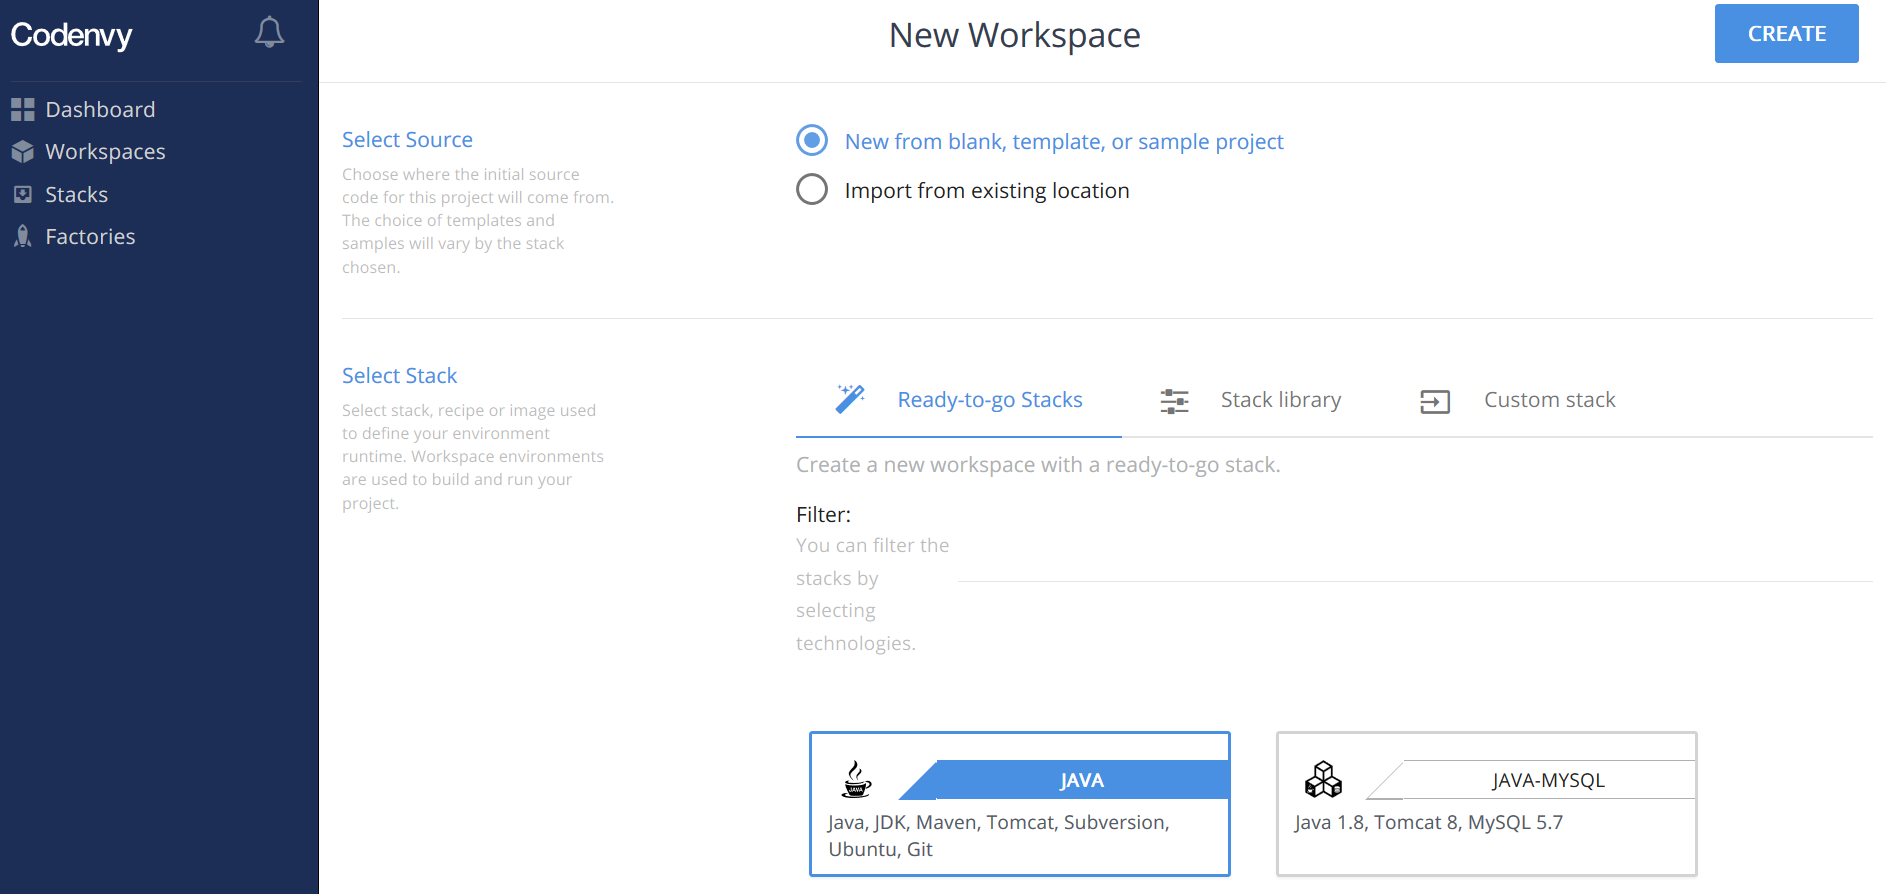 Codenvy
Dashboard
Workspaces
Stacks
Factories
New Workspace
CREATE
Select Source
Choose where the initial source
code for this project will come from.
The choice of templates and
samples will vary by the stack
chosen.
New from blank, template, or sample project
Import from existing location
Select Stack
Select stack, recipe or image used
to define your environment
runtime. Workspace environments
are used to build and run your
project.
Ready-to-go Stacks
Stack library
Custom stack
Create a new workspace with a ready-to-go stack.
Filter:
You can filter the
stacks by
selecting
technologies.
JAVA
JAVA
Java, JDK, Maven, Tomcat, Subversion,
Ubuntu, Git
JAVA-MYSQL
Java 1.8, Tomcat 8, MySQL 5.7